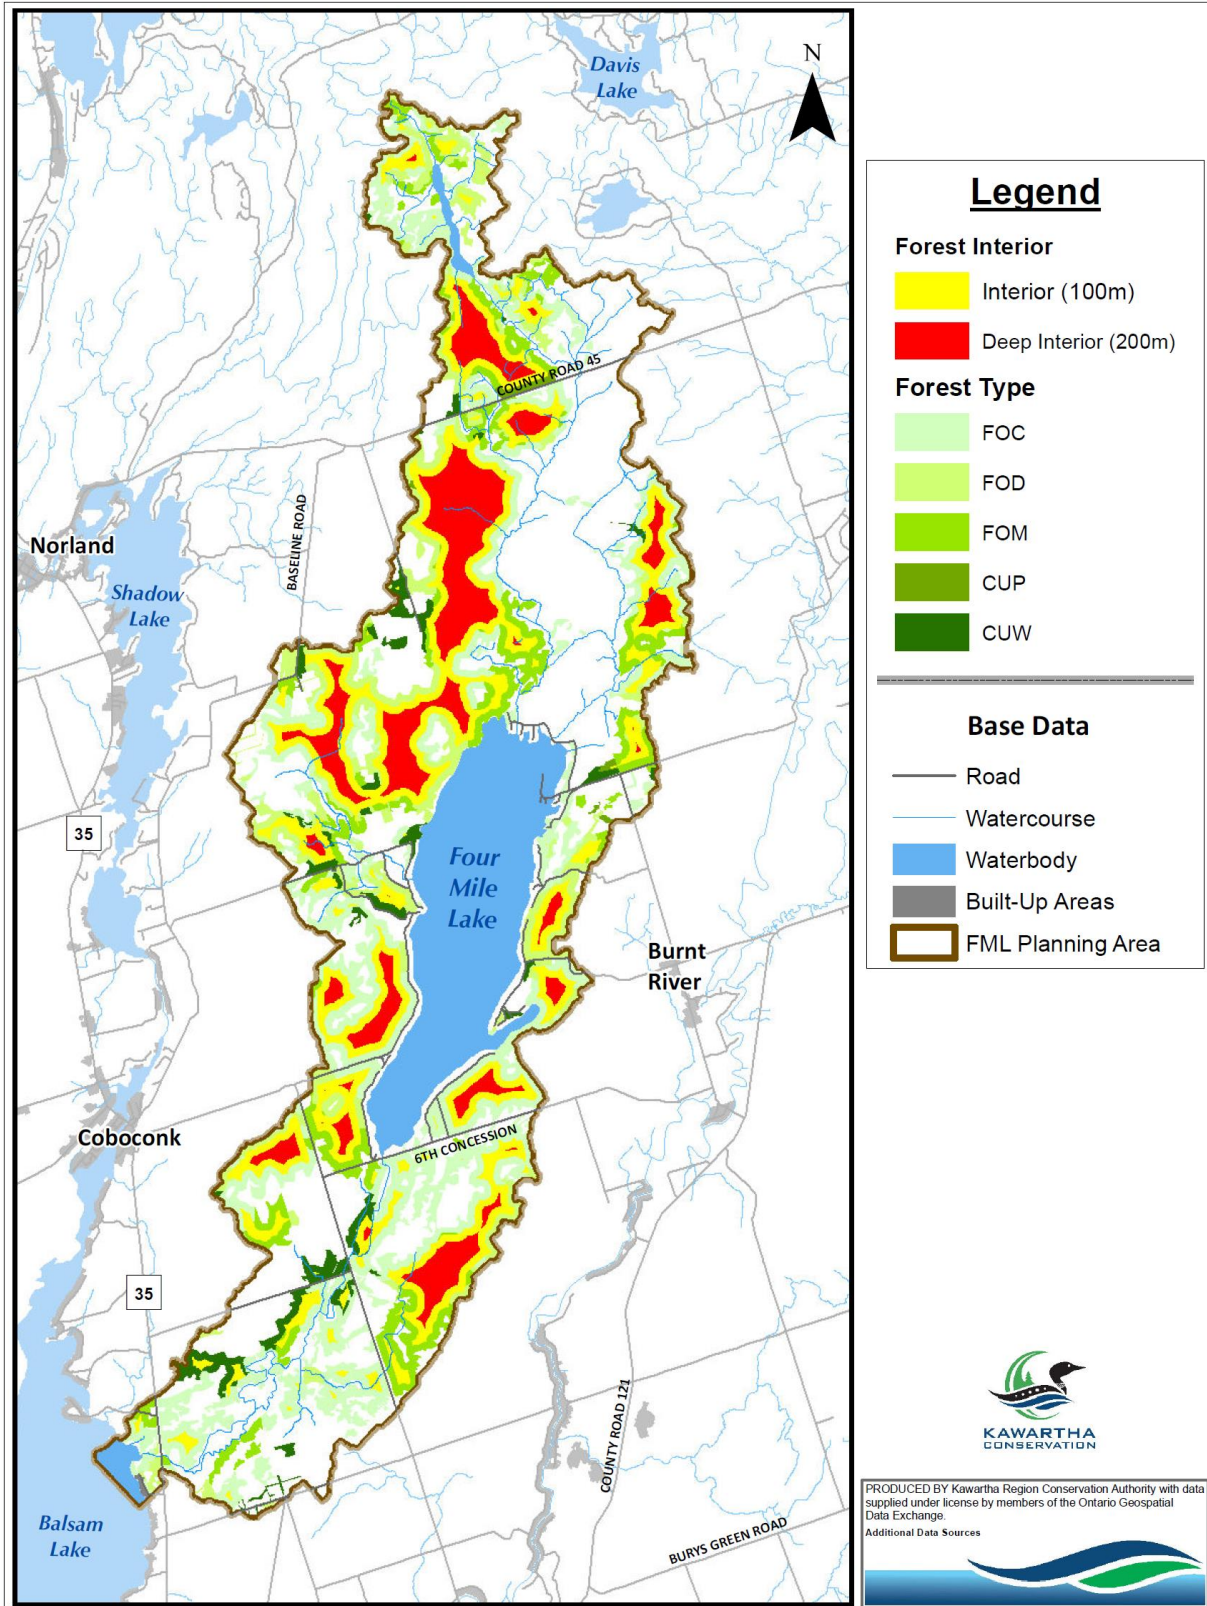 Davis
Lake
N
COUNTY ROAD 45
BASELINE ROAD
Norland
Shadow
Lake
35
Four
Mile
Lake
Burnt
River
Coboconk
6TH CONCESSION
35
COUNTY ROAD 121
Balsam
Lake
BURYS GREEN ROAD
Legend
Forest Interior
Interior (100m)
Deep Interior (200m)
Forest Type
FOC
FOD
FOM
CUP
CUW
Base Data
Road
Watercourse
Waterbody
Built-Up Areas
FML Planning Area
KAWARTHA
CONSERVATION
PRODUCED BY Kawartha Region Conservation Authority with data
supplied under license by members of the Ontario Geospatial
Data Exchange.
Additional Data Sources